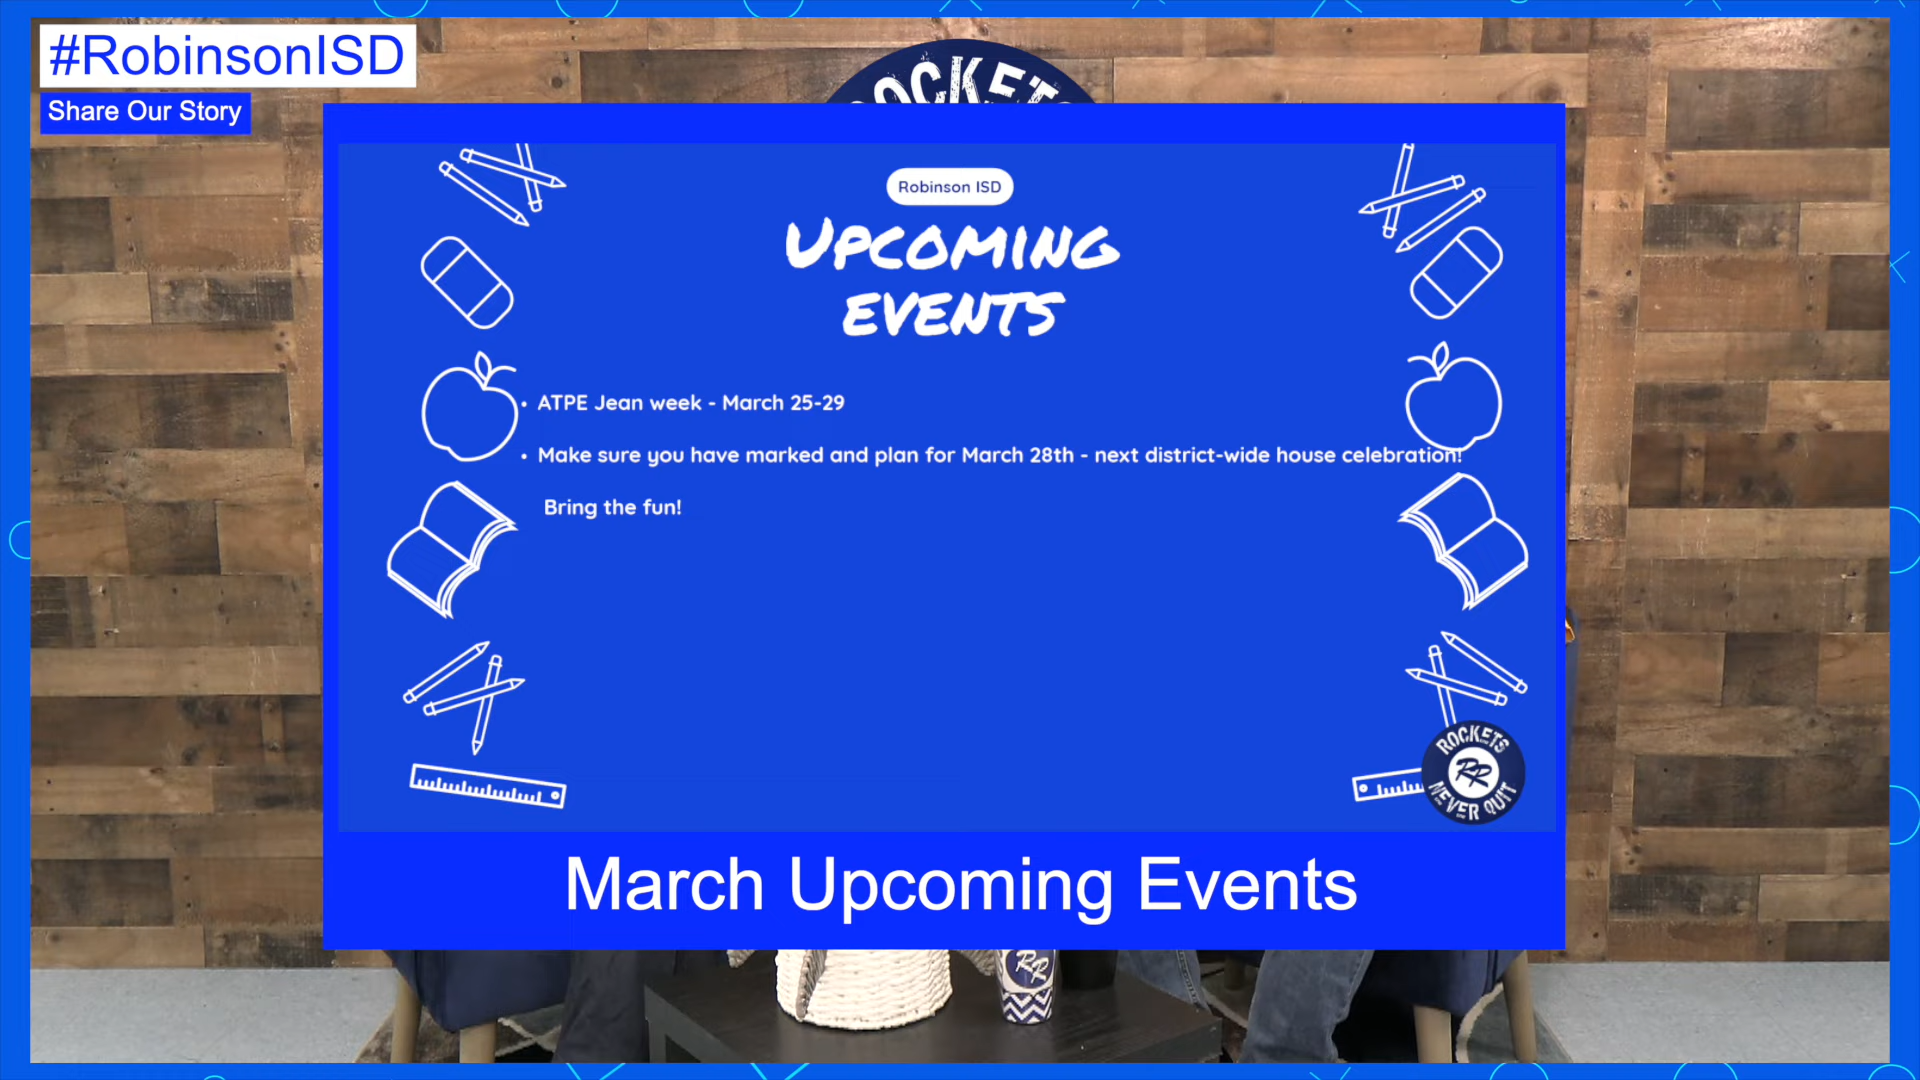 #RobinsonISD
Share Our Story
ROCKETS
Robinson ISD
UPCOMING
EVENTS
• ATPE Jean week - March 25-29
• Make sure you have marked and plan for March 28th - next district-wide house celebration!
Bring the fun!
ROCKETS
RR
NEVER QUIT
March Upcoming Events
RR